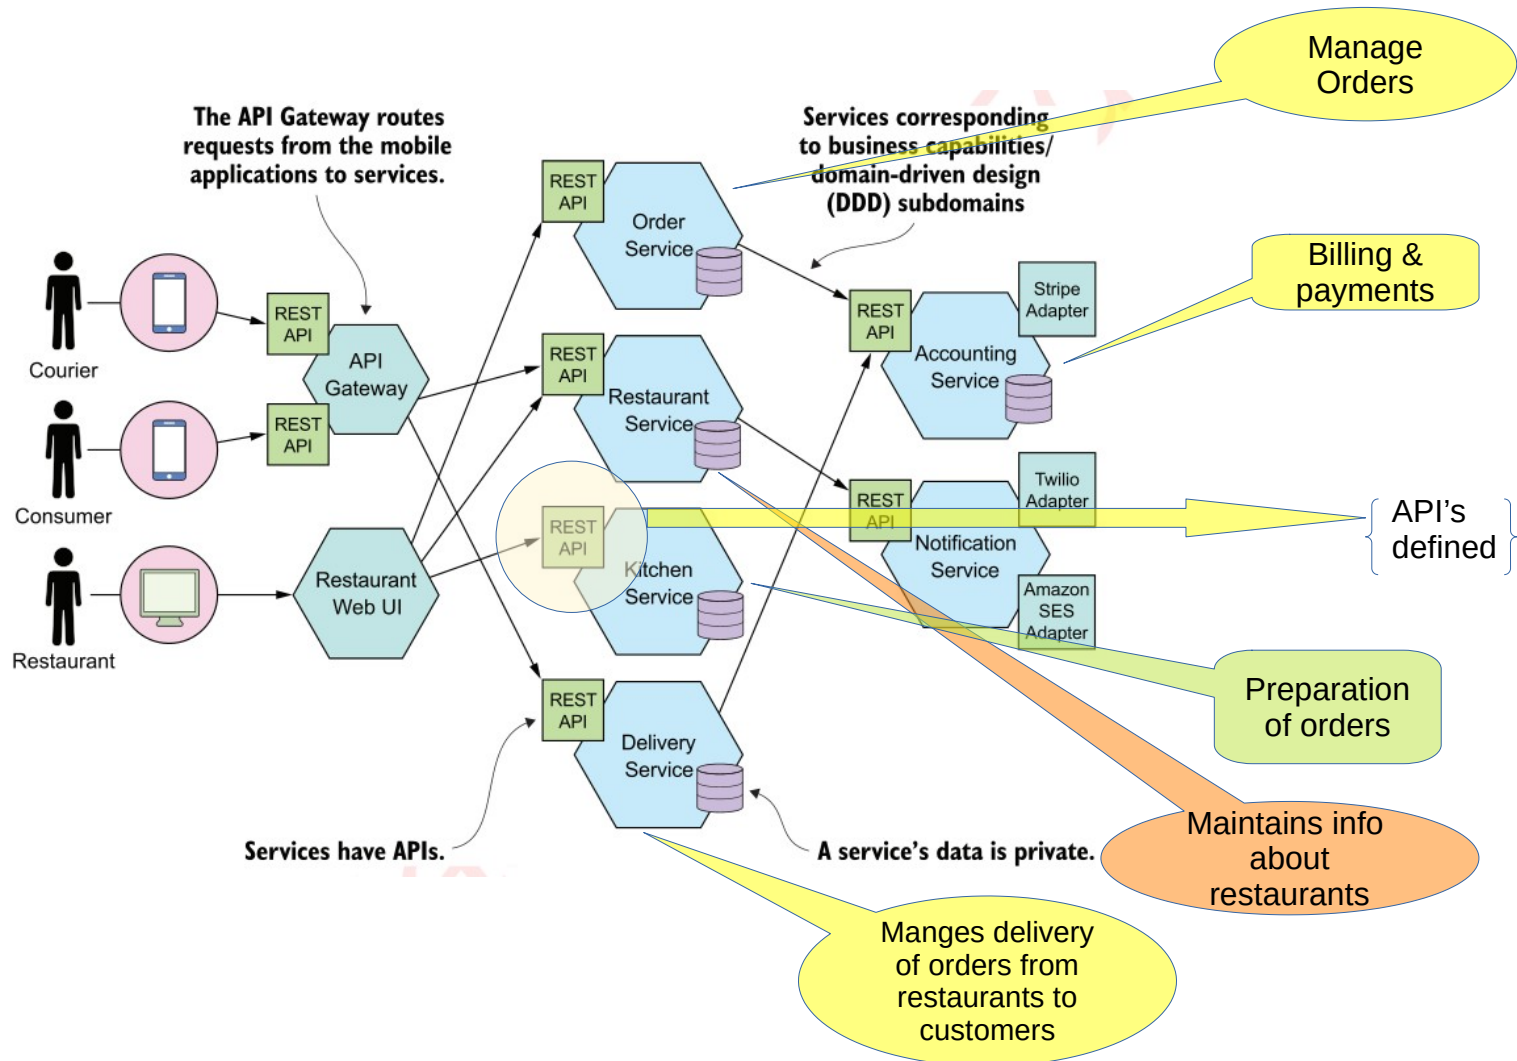 Manage
Orders
The API Gateway routes
requests from the mobile
applications to services.
Services corresponding
to business capabilities/
domain-driven design
(DDD) subdomains
REST
API
Order
Service
Billing &
payments
Stripe
Adapter
REST
API
Accounting
Service
Courier
REST
API
API
Gateway
REST
API
REST
API
Restaurant
Service
Consumer
Twilio
Adapter
REST
API
Notification
Service
Amazon
SES
Adapter
API's
defined
REST
API
Kitchen
Service
Restaurant
Web UI
Restaurant
Preparation
of orders
REST
API
Delivery
Service
Services have APIs.
A service's data is private.
Maintains info
about
restaurants
Manges delivery
of orders from
restaurants to
customers